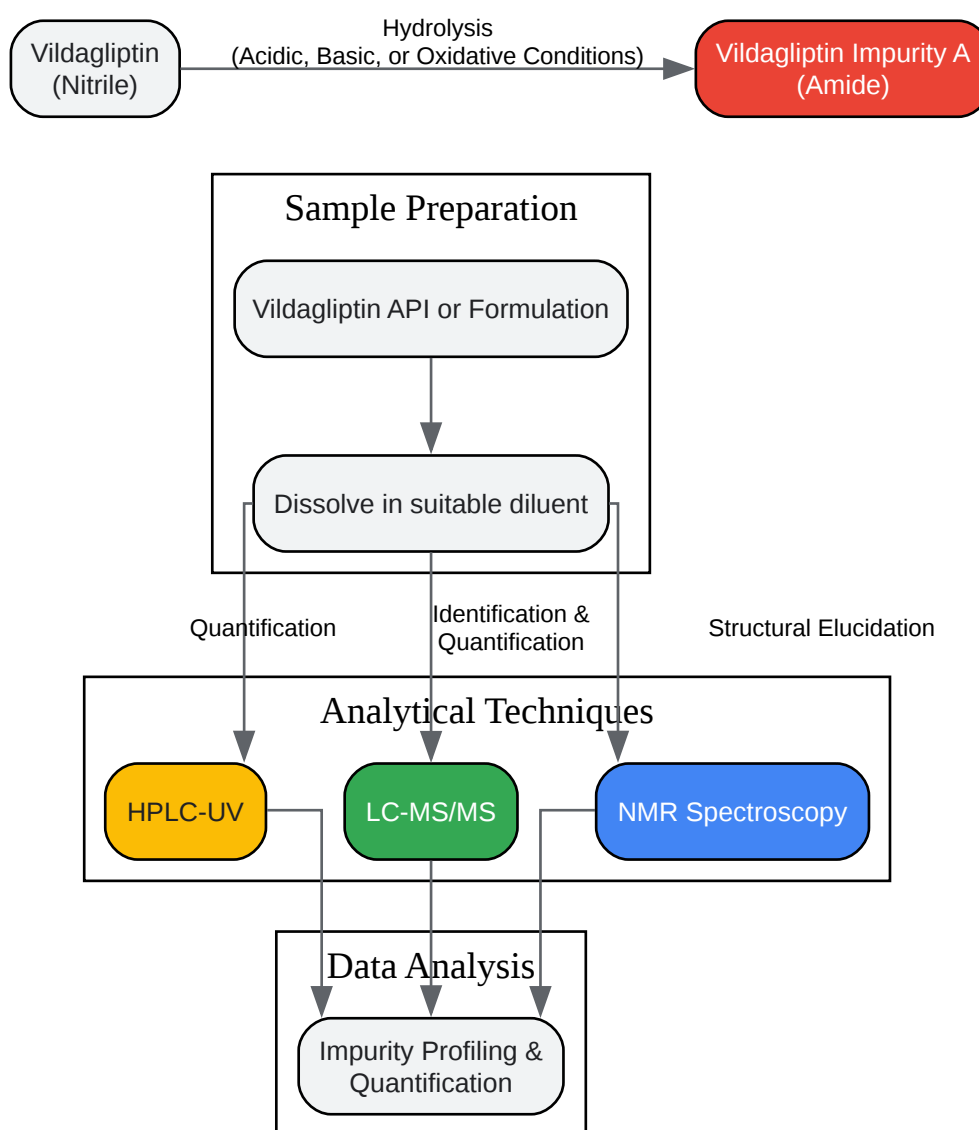 Vildagliptin
(Nitrile)
Hydrolysis
(Acidic, Basic, or Oxidative Conditions)
Vildagliptin Impurity A
(Amide)
Sample Preparation
Vildagliptin API or Formulation
Dissolve in suitable diluent
Quantification
Identification &
Quantification
Structural Elucidation
Analytical Techniques
HPLC-UV
LC-MS/MS
NMR Spectroscopy
Data Analysis
Impurity Profiling &
Quantification